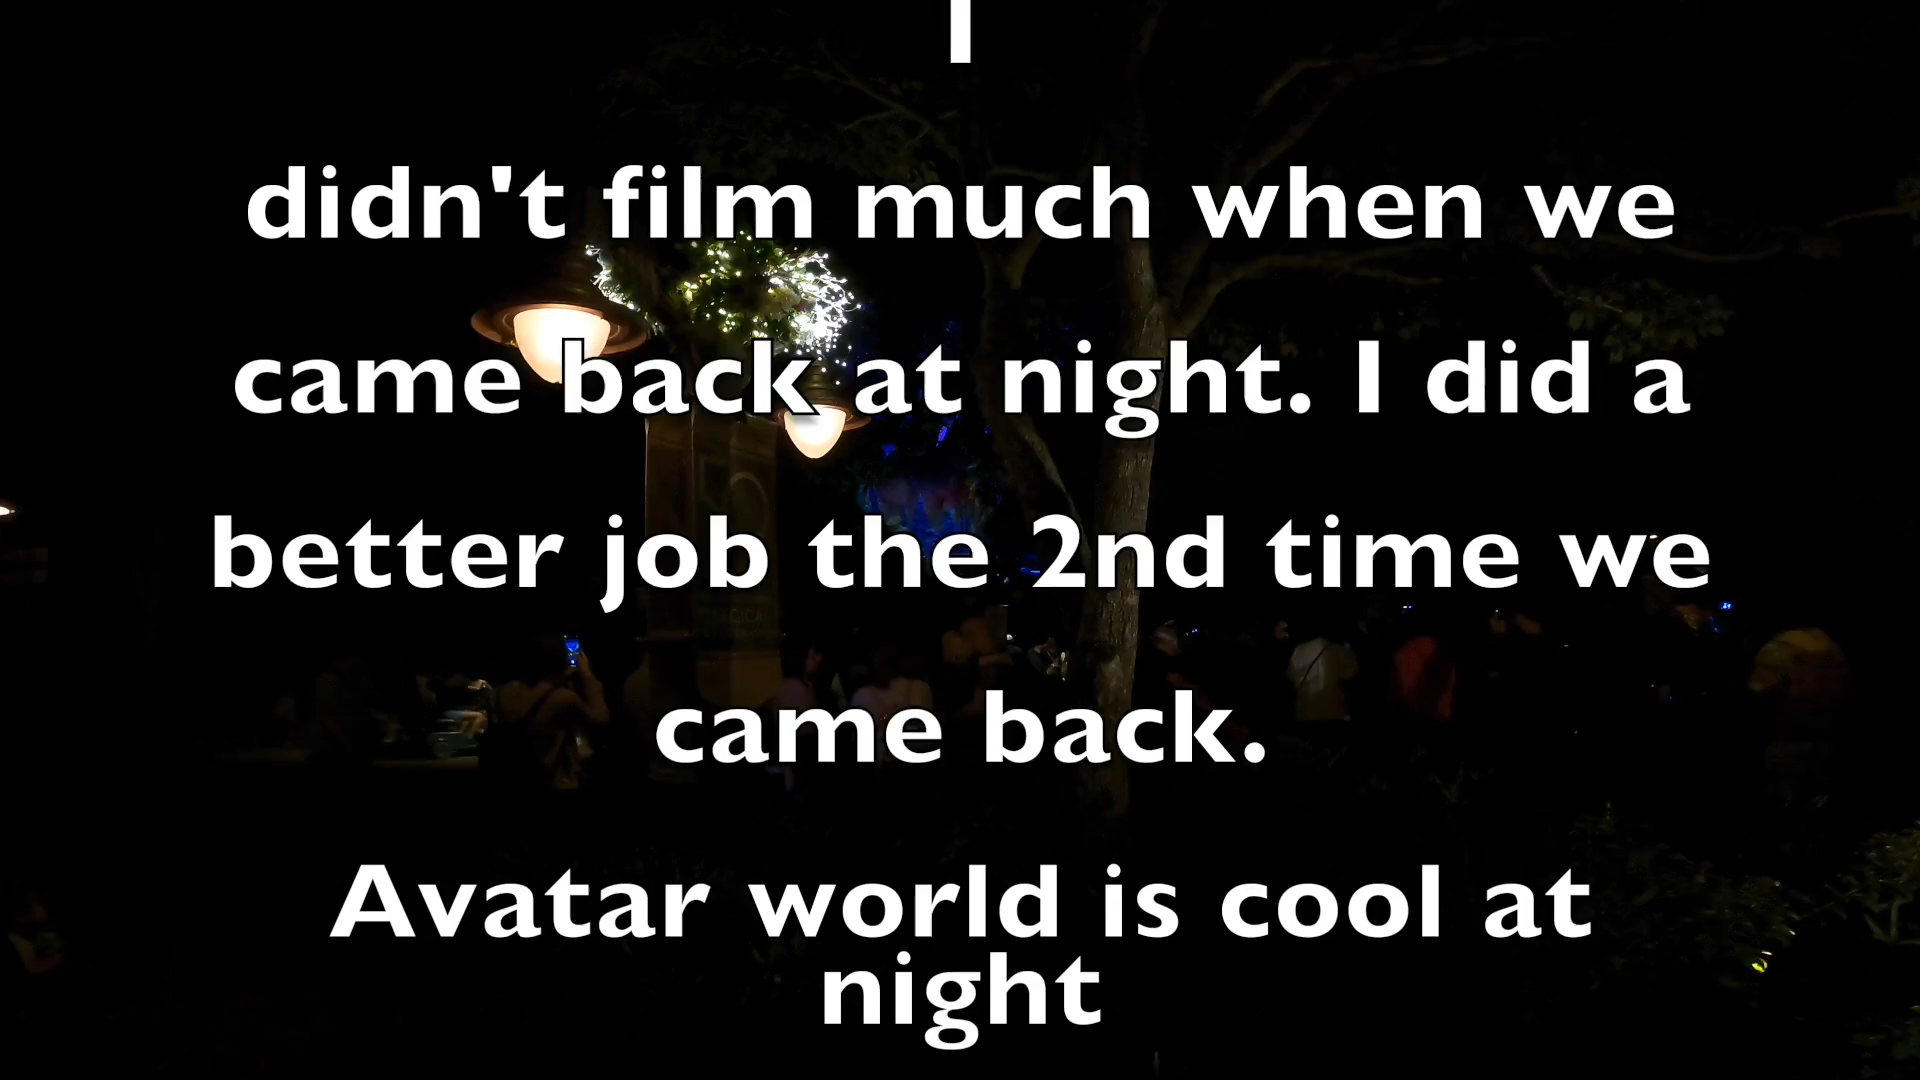 I
didn't film much when we
came back at night. I did a
better job the 2nd time we
came back.
Avatar world is cool at
night